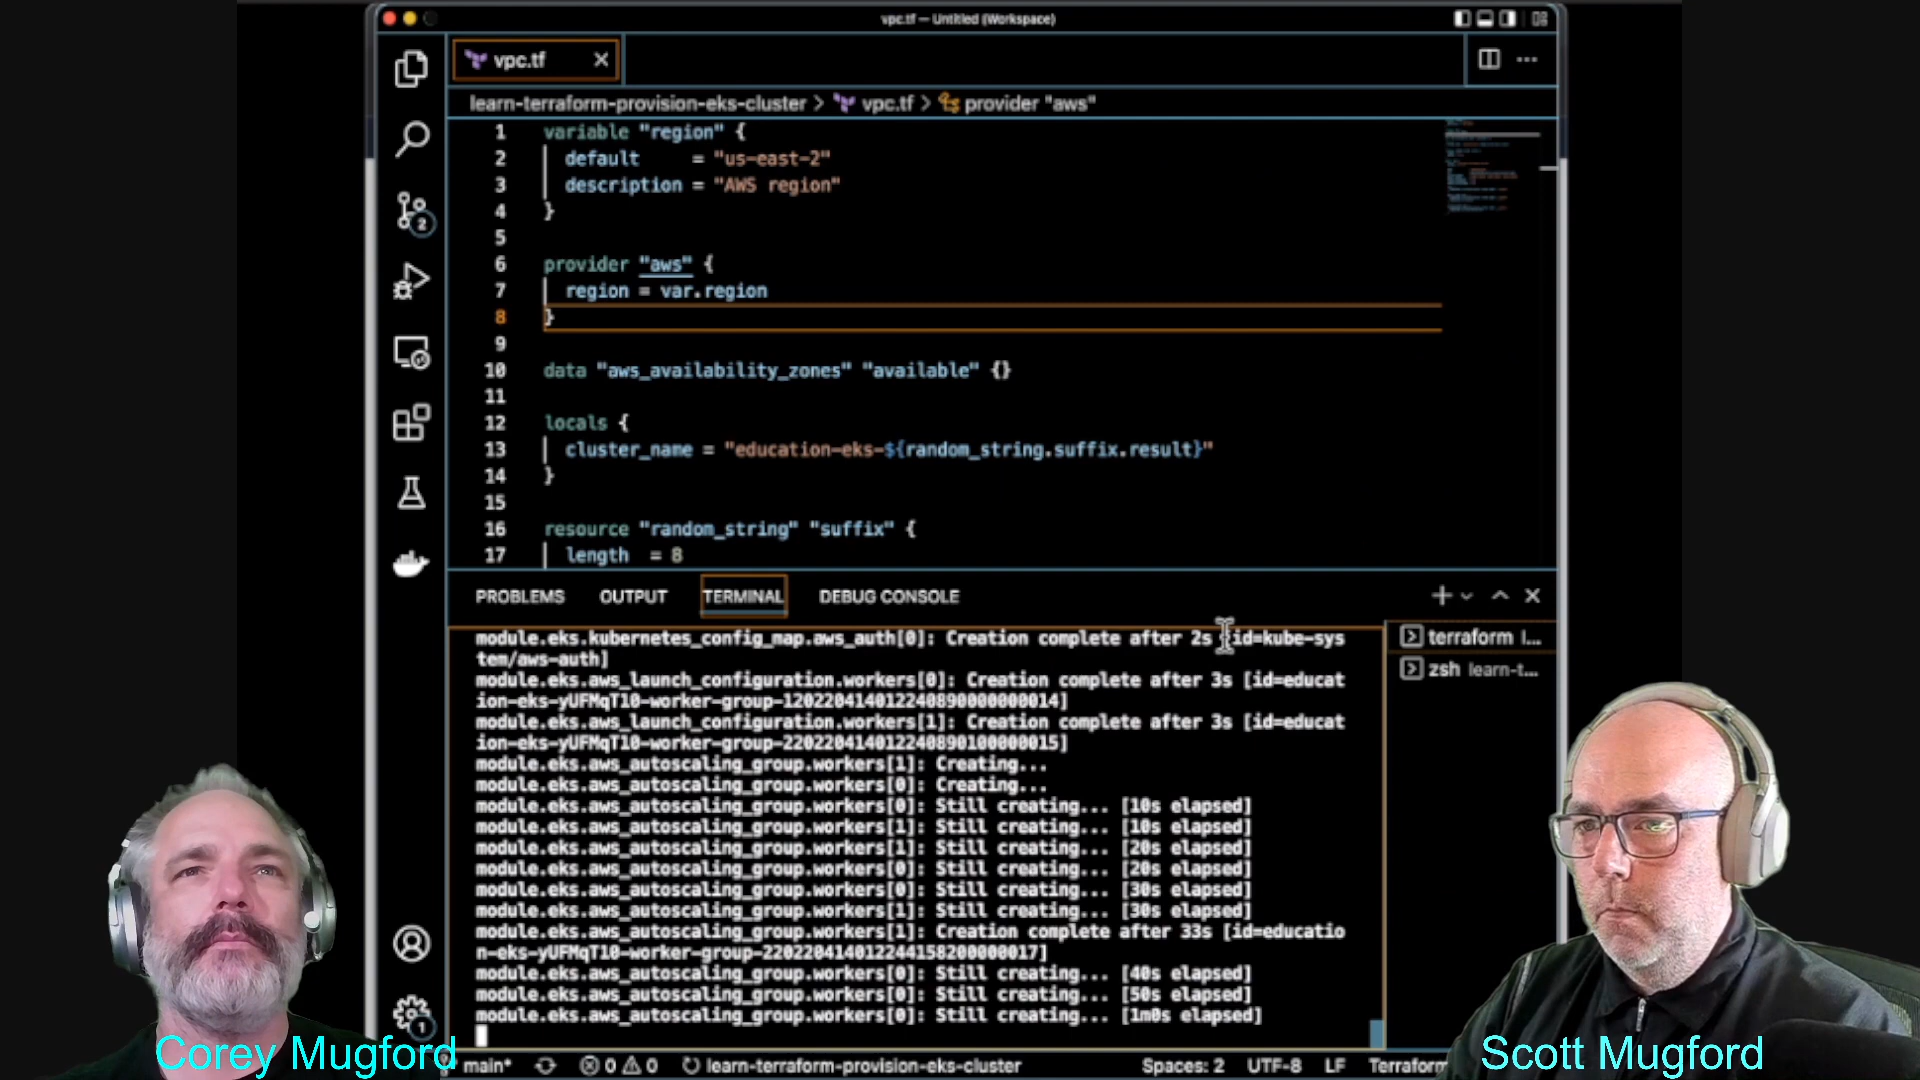 vpc.tf — Untitled (Workspace)
vpc.tf
learn-terraform-provision-eks-cluster > vpc.tf > provider "aws"
1 variable "region" {
2 default = "us-east-2"
3 description = "AWS region"
4 }
5
6 provider "aws" {
7 region = var.region
8 }
9
10 data "aws_availability_zones" "available" {}
11
12 locals {
13 cluster_name = "education-eks-${random_string.suffix.result}"
14 }
15
16 resource "random_string" "suffix" {
17 length = 8
2
PROBLEMS OUTPUT TERMINAL DEBUG CONSOLE
module.eks.kubernetes_config_map.aws_auth[0]: Creation complete after 2s [id=kube-sys
tem/aws-auth]
module.eks.aws_launch_configuration.workers[0]: Creation complete after 3s [id=educat
ion-eks-yUFMqT10-worker-group-120220414012240890000000014]
module.eks.aws_launch_configuration.workers[1]: Creation complete after 3s [id=educat
ion-eks-yUFMqT10-worker-group-220220414012240890100000015]
module.eks.aws_autoscaling_group.workers[1]: Creating...
module.eks.aws_autoscaling_group.workers[0]: Creating...
module.eks.aws_autoscaling_group.workers[0]: Still creating... [10s elapsed]
module.eks.aws_autoscaling_group.workers[1]: Still creating... [10s elapsed]
module.eks.aws_autoscaling_group.workers[1]: Still creating... [20s elapsed]
module.eks.aws_autoscaling_group.workers[0]: Still creating... [20s elapsed]
module.eks.aws_autoscaling_group.workers[0]: Still creating... [30s elapsed]
module.eks.aws_autoscaling_group.workers[1]: Still creating... [30s elapsed]
module.eks.aws_autoscaling_group.workers[1]: Creation complete after 33s [id=educatio
n-eks-yUFMqT10-worker-group-220220414012244158200000017]
module.eks.aws_autoscaling_group.workers[0]: Still creating... [40s elapsed]
module.eks.aws_autoscaling_group.workers[0]: Still creating... [50s elapsed]
module.eks.aws_autoscaling_group.workers[0]: Still creating... [1m0s elapsed]
terraform l...
zsh learn-t...
1
main* 0 0 learn-terraform-provision-eks-cluster Spaces: 2 UTF-8 LF Terraform
Corey Mugford
Scott Mugford